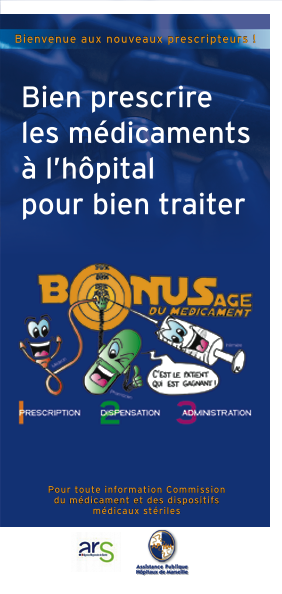 Bienvenue aux nouveaux prescripteurs !
Bien prescrire
les médicaments
à l'hôpital
pour bien traiter
BONUSAGE
DU MEDICAMENT
C'EST LE PATIENT
QUI EST GAGNANT !
1 PRESCRIPTION 2 DISPENSATION 3 ADMINISTRATION
Pour toute information Commission
du médicament et des dispositifs
médicaux stériles
ars
Assistance Publique
Hôpitaux de Marseille